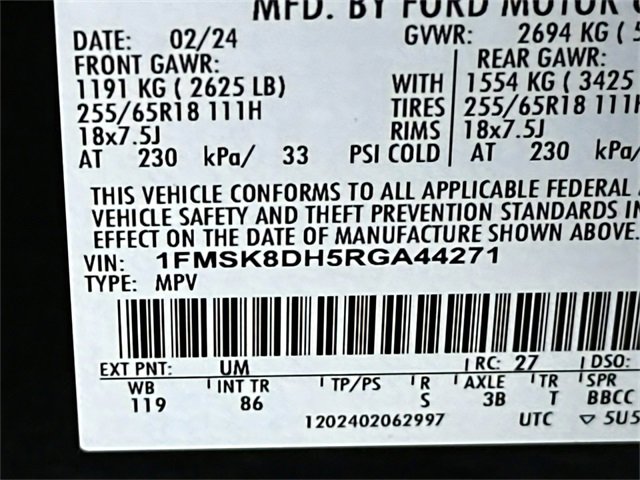 MFD. BY FORD MOTOR
DATE: 02/24 GVWR: 2694 KG (
FRONT GAWR: REAR GAWR:
1191 KG ( 2625 LB) WITH 1554 KG ( 3425
255/65R18 111H TIRES 255/65R18 111H
18x7.5J RIMS 18x7.5J
AT 230 kPa/ 33 PSI COLD AT 230 kPa/
THIS VEHICLE CONFORMS TO ALL APPLICABLE FEDERAL
VEHICLE SAFETY AND THEFT PREVENTION STANDARDS IN
EFFECT ON THE DATE OF MANUFACTURE SHOWN ABOVE.
VIN: 1FMSK8DH5RGA44271
TYPE: MPV
EXT PNT: UM RC: 27 DSO:
WB INT TR TP/PS R AXLE TR SPR
119 86 S 3B T BBCC
1202402062997 UTC ▽ 5U5